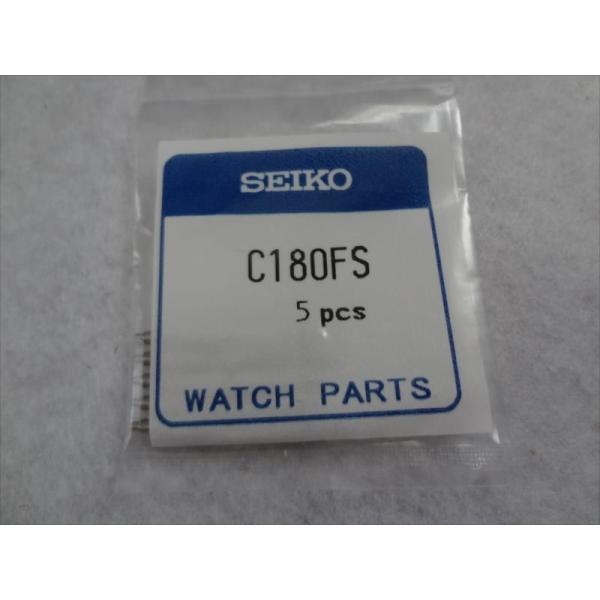 SEIKO
C180FS
5 pcs
WATCH PARTS